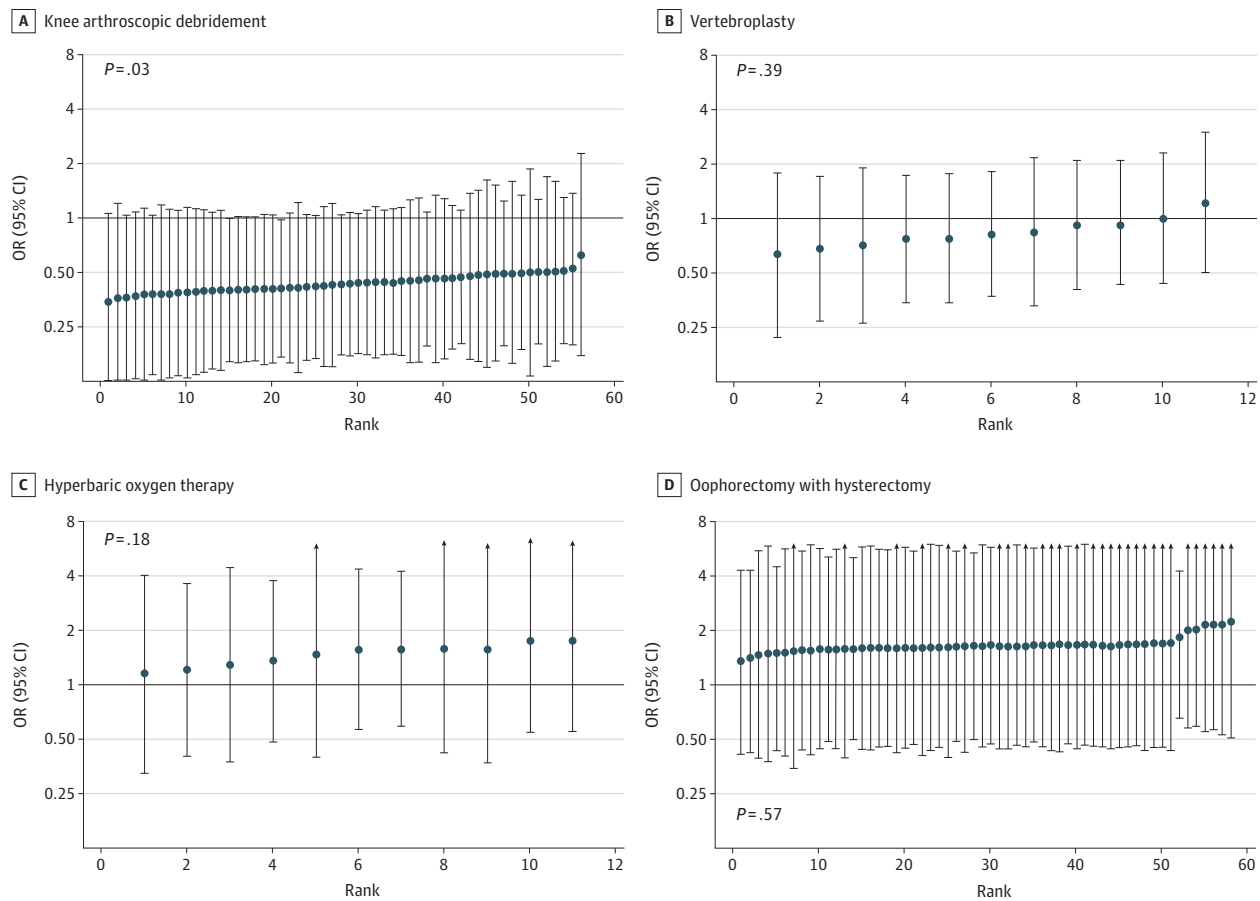 A Knee arthroscopic debridement
P = .03
8
4
2
1
0.50
0.25
OR (95% CI)
0 10 20 30 40 50 60
Rank
B Vertebroplasty
P = .39
8
4
2
1
0.50
0.25
OR (95% CI)
0 2 4 6 8 10 12
Rank
C Hyperbaric oxygen therapy
P = .18
8
4
2
1
0.50
0.25
OR (95% CI)
0 2 4 6 8 10 12
Rank
D Oophorectomy with hysterectomy
8
4
2
1
0.50
0.25
OR (95% CI)
P = .57
0 10 20 30 40 50 60
Rank